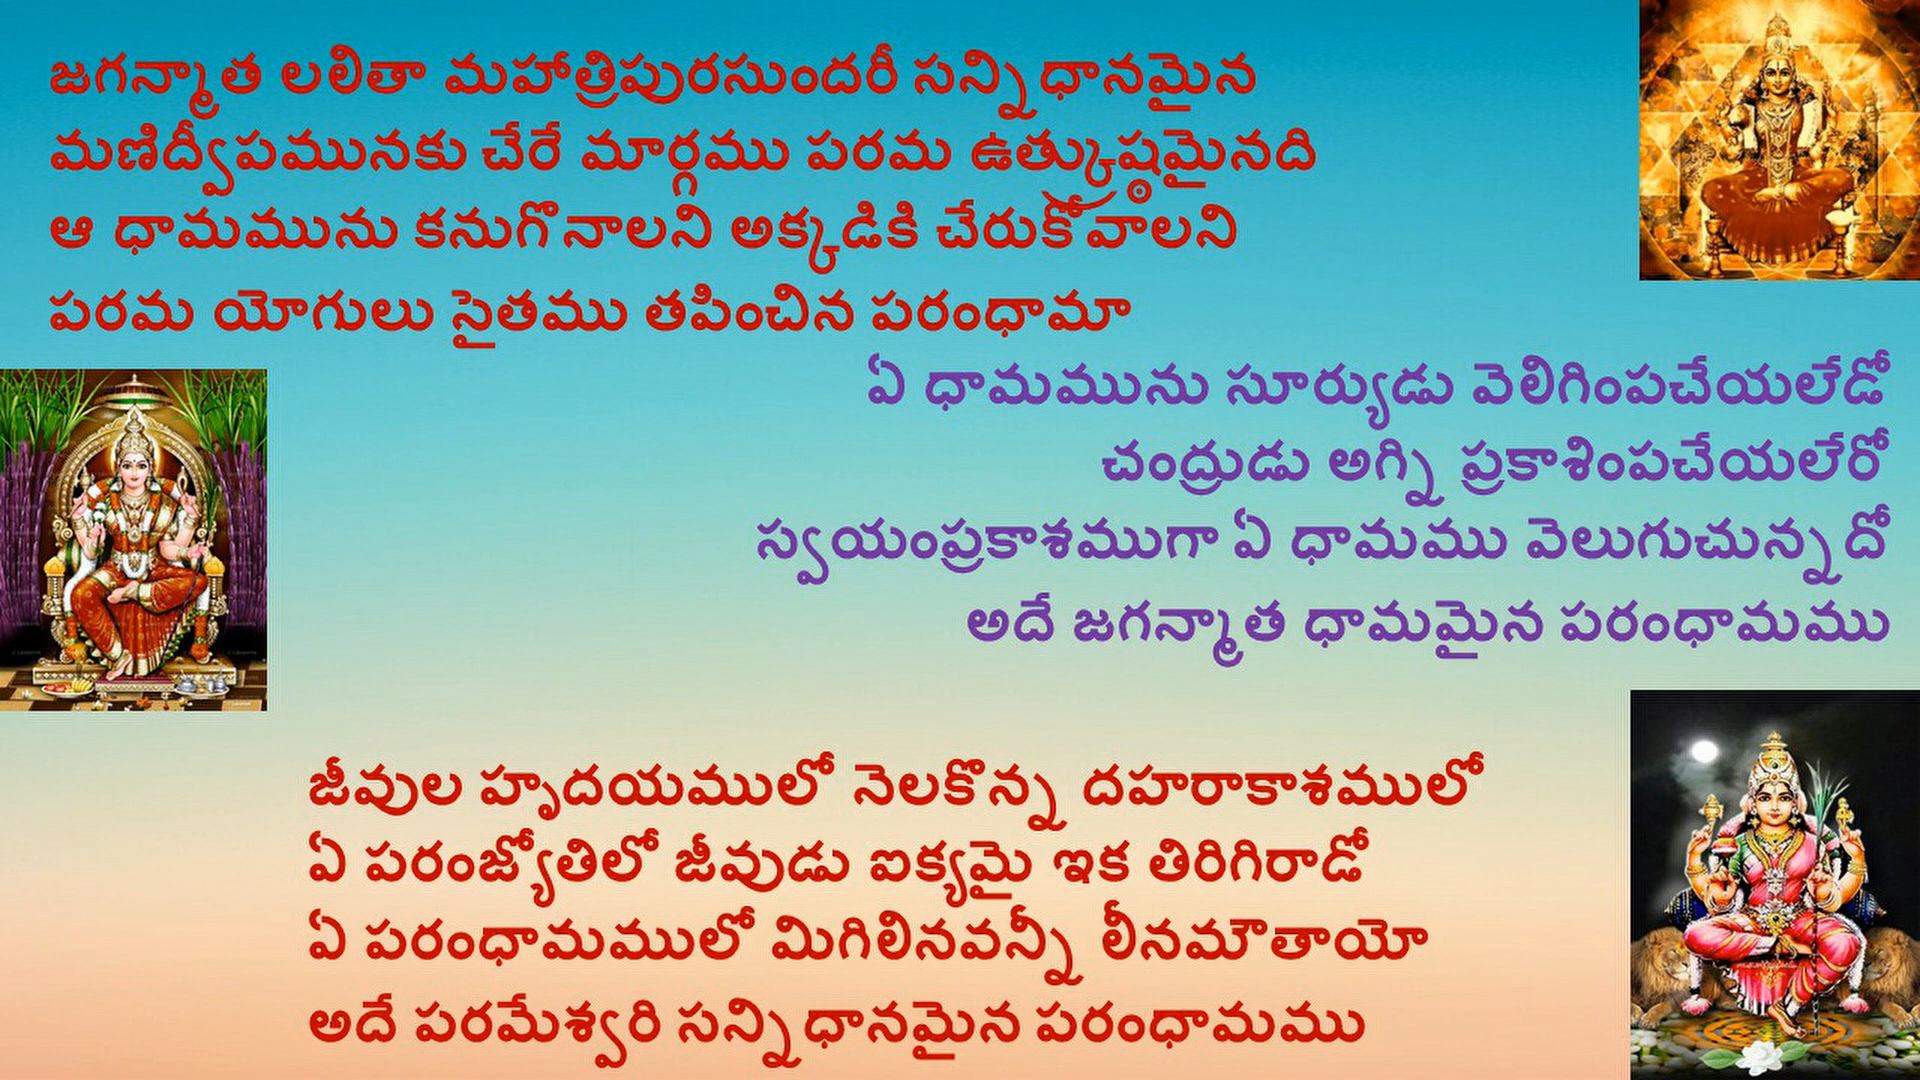 జగన్మాత లలితా మహాత్రిపురసుందరీ సన్నిధానమైన
మణిద్వీపమునకు చేరే మార్గము పరమ ఉత్క్రుష్ఠమైనది
ఆ ధామమును కనుగొనాలని అక్కడికి చేరుకోవాలని
పరమ యోగులు సైతము తపించిన పరంధామా
ఏ ధామమును సూర్యుడు వెలిగింపచేయలేడో
చంద్రుడు అగ్ని ప్రకాశింపచేయలేరో
స్వయంప్రకాశముగా ఏ ధామము వెలుగుచున్నదో
అదే జగన్మాత ధామమైన పరంధామము
జీవుల హృదయములో నెలకొన్న దహరాకాశములో
ఏ పరంజ్యోతిలో జీవుడు ఐక్యమై ఇక తిరిగిరాడో
ఏ పరంధామములో మిగిలినవన్నీ లీనమౌతాయో
అదే పరమేశ్వరి సన్నిధానమైన పరంధామము